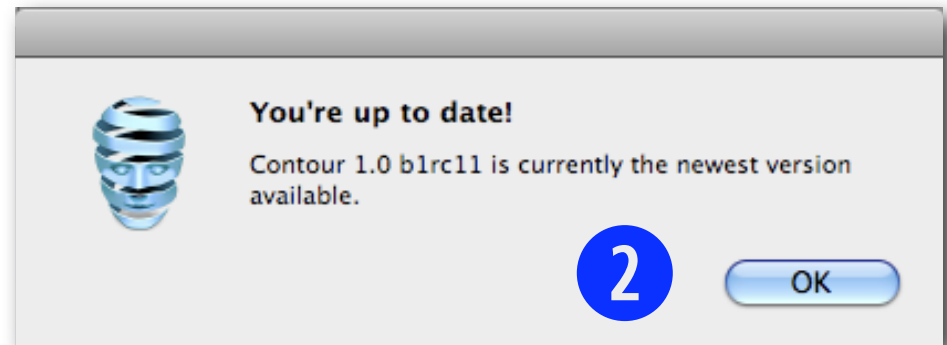 You're up to date!
Contour 1.0 b1rc11 is currently the newest version
available.
2
OK